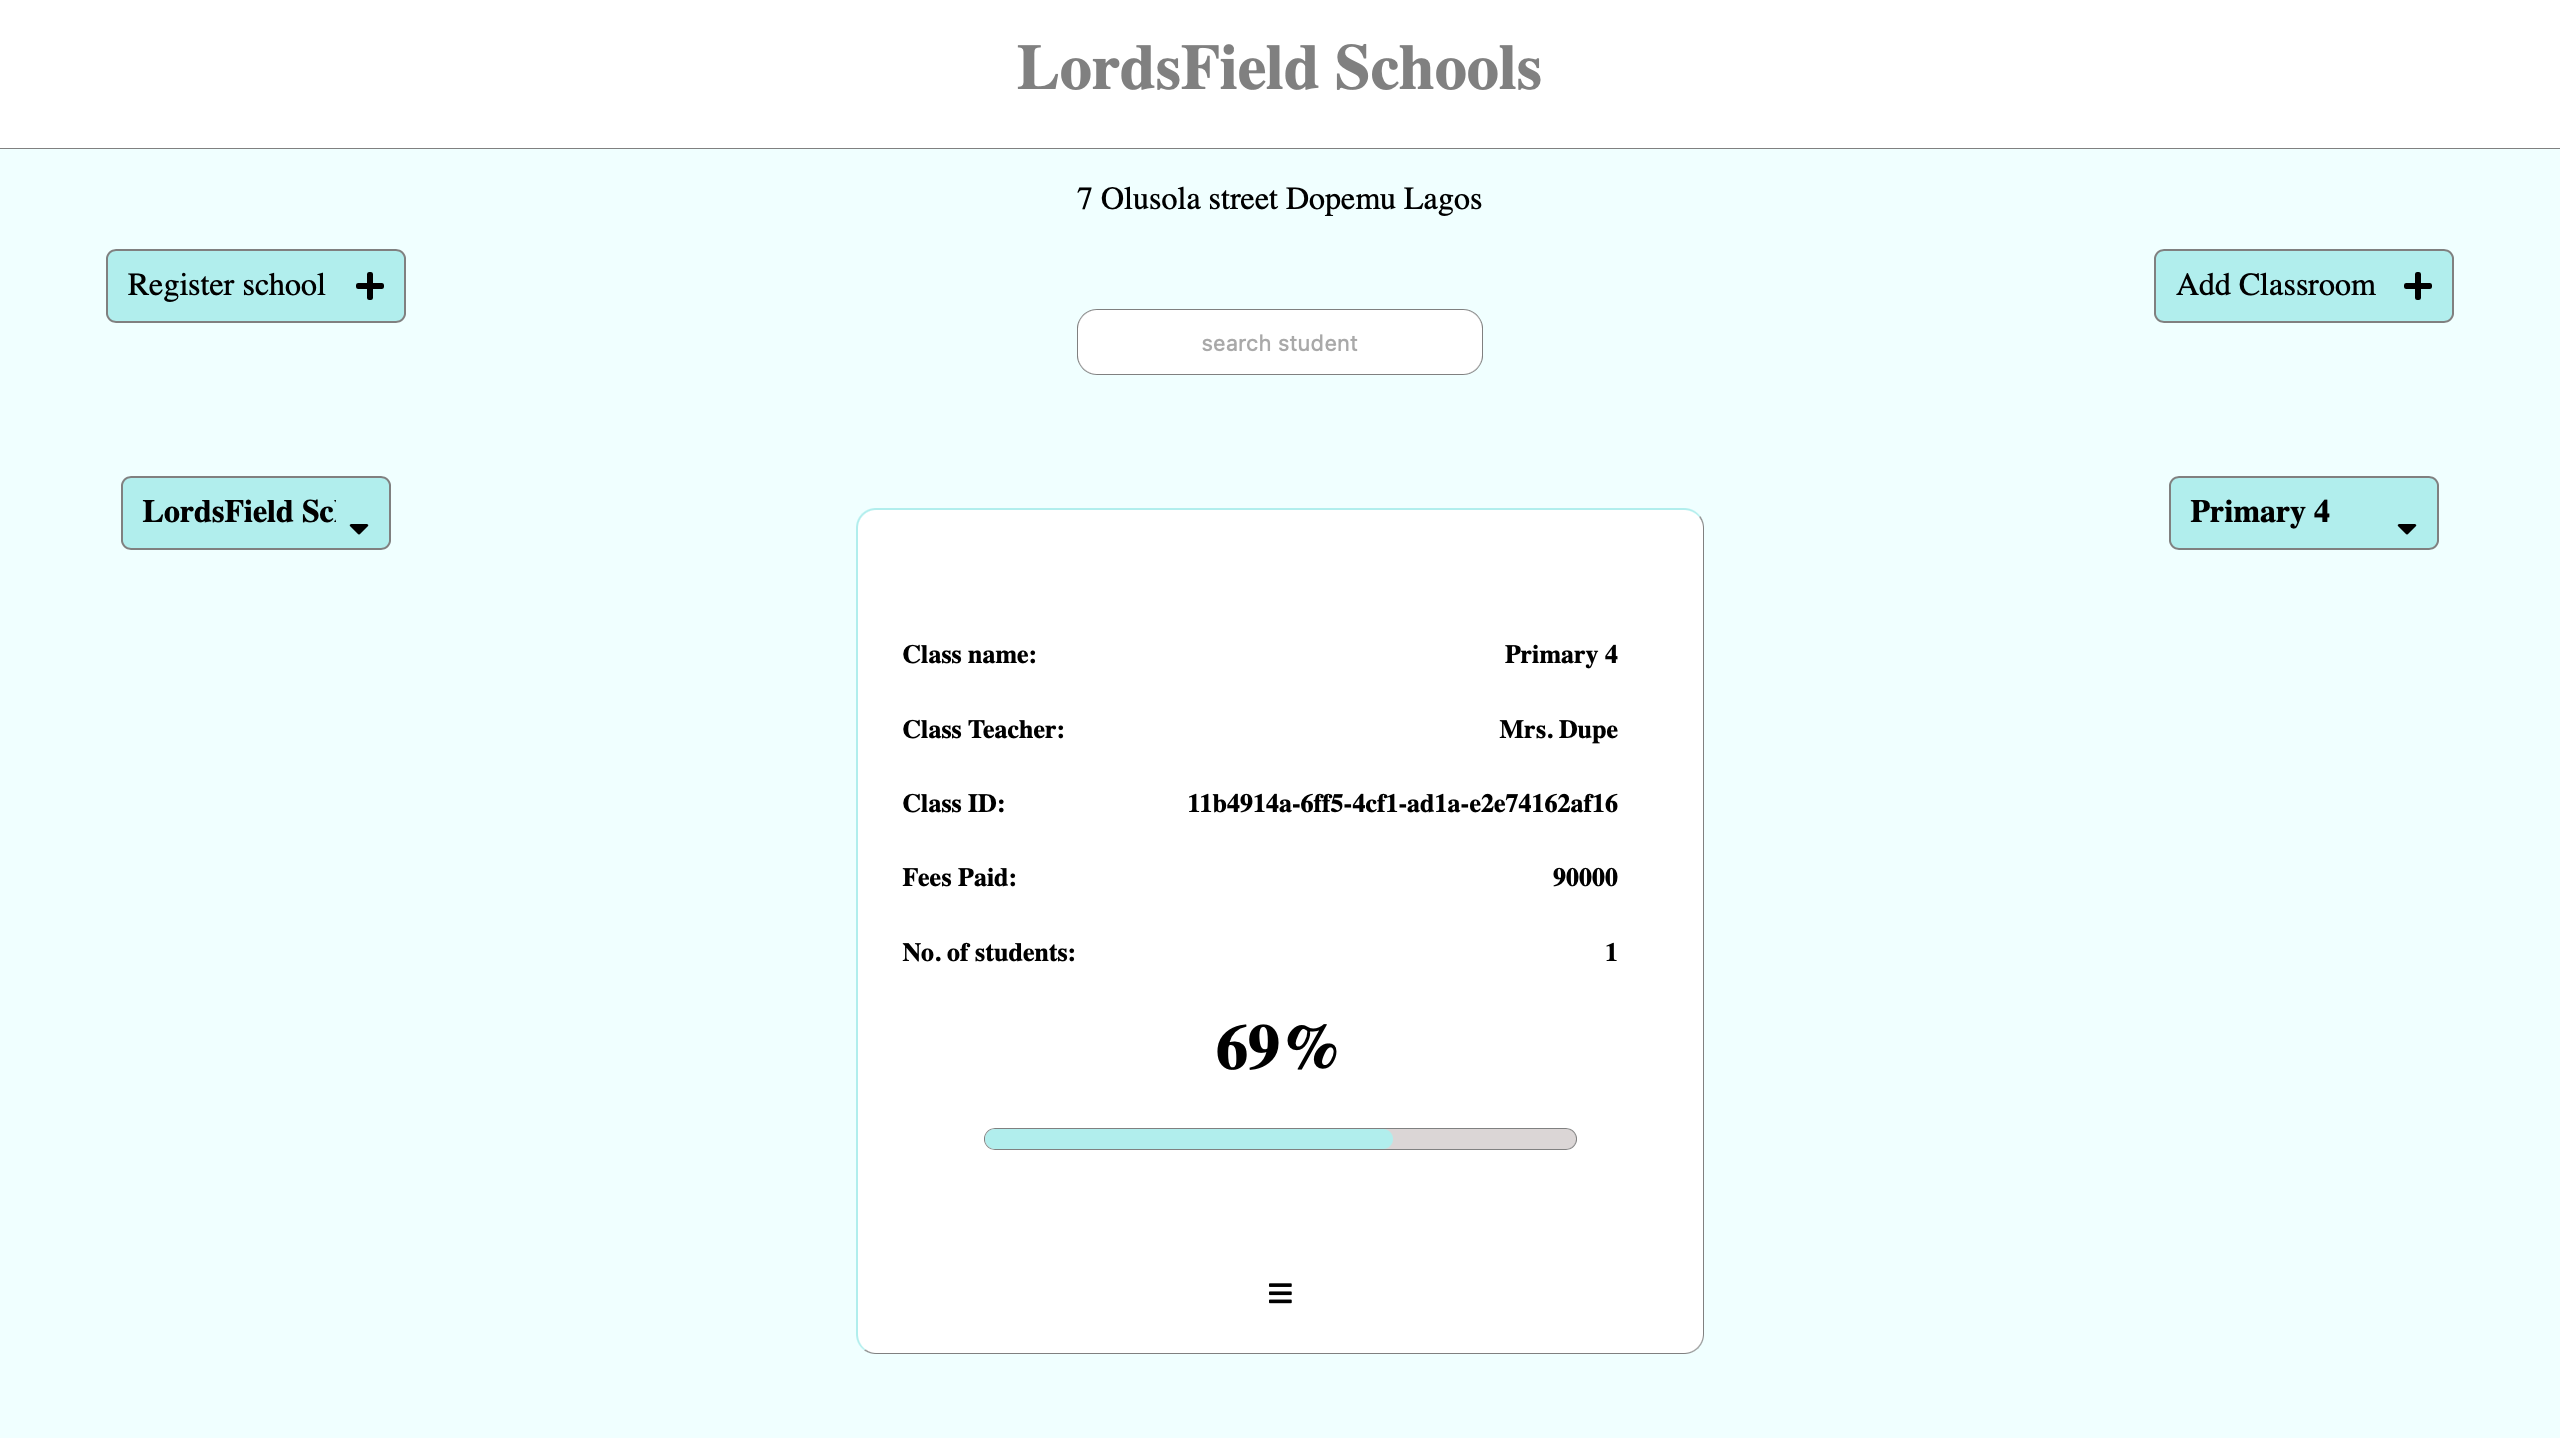 LordsField Schools
7 Olusola street Dopemu Lagos
Register school
Add Classroom
search student
LordsField Sc
Primary 4
Class name: Primary 4
Class Teacher: Mrs. Dupe
Class ID: 11b4914a-6ff5-4cf1-ad1a-e2e74162af16
Fees Paid: 90000
No. of students: 1
69%